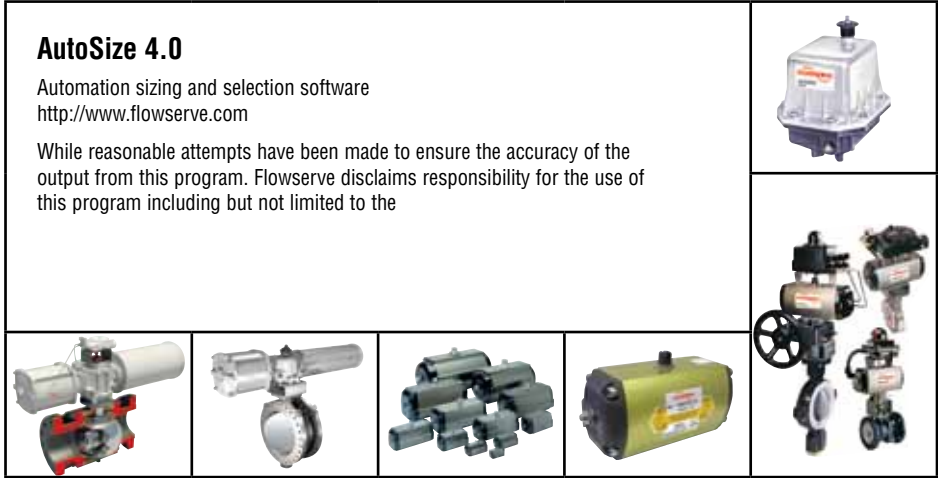 AutoSize 4.0
Automation sizing and selection software
http://www.flowserve.com
While reasonable attempts have been made to ensure the accuracy of the
output from this program. Flowserve disclaims responsibility for the use of
this program including but not limited to the